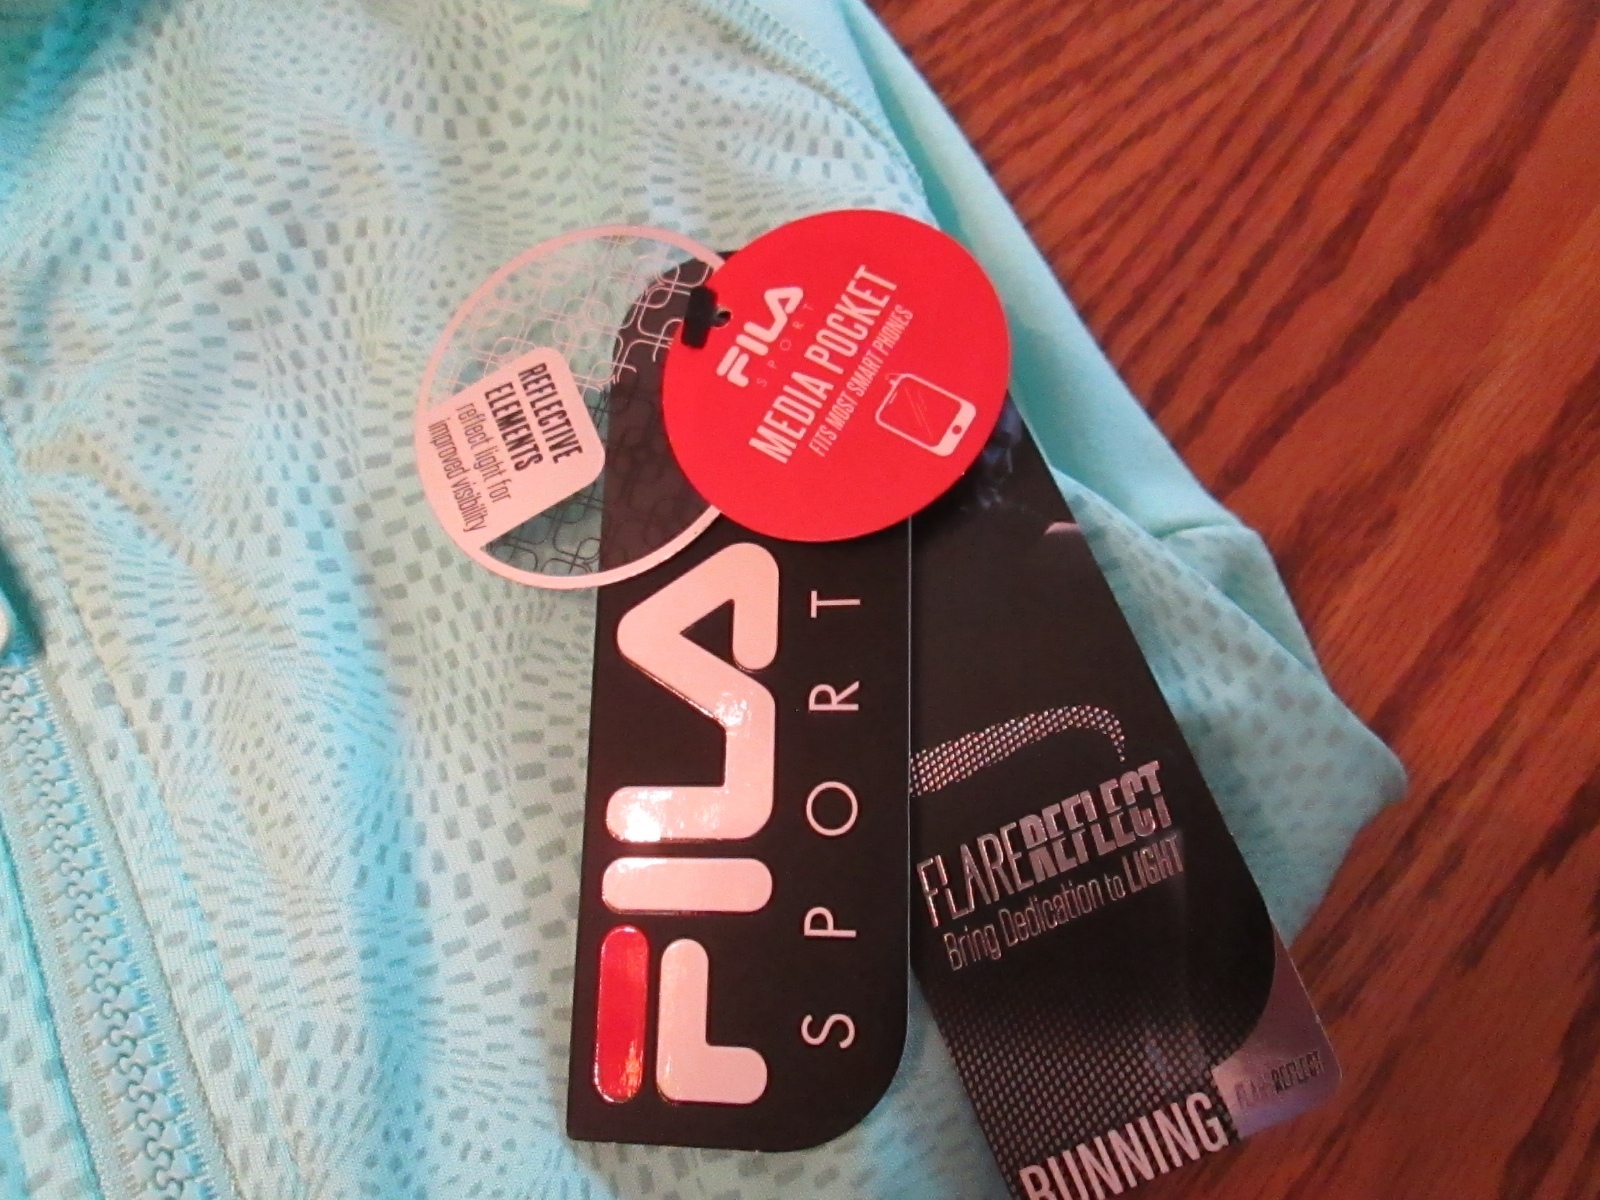 REFLECTIVE
ELEMENTS
reflect light for
improved visibility
FILA
SPORT
MEDIA POCKET
FITS MOST SMART PHONES
FILA
SPORT
FLAREREFLECT
Bring Dedication to LIGHT
FLAREREFLECT
RUNNING